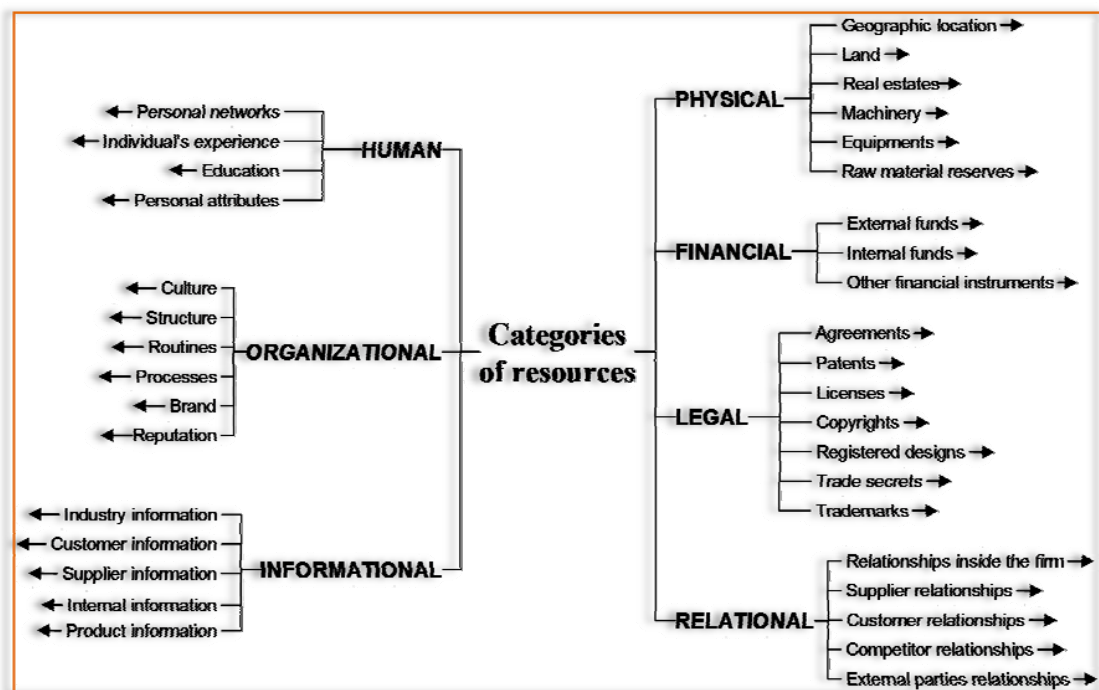 Categories
of resources
HUMAN
Personal networks
Individual's experience
Education
Personal attributes
ORGANIZATIONAL
Culture
Structure
Routines
Processes
Brand
Reputation
INFORMATIONAL
Industry information
Customer information
Supplier information
Internal information
Product information
PHYSICAL
Geographic location
Land
Real estates
Machinery
Equipments
Raw material reserves
FINANCIAL
External funds
Internal funds
Other financial instruments
LEGAL
Agreements
Patents
Licenses
Copyrights
Registered designs
Trade secrets
Trademarks
RELATIONAL
Relationships inside the firm
Supplier relationships
Customer relationships
Competitor relationships
External parties relationships